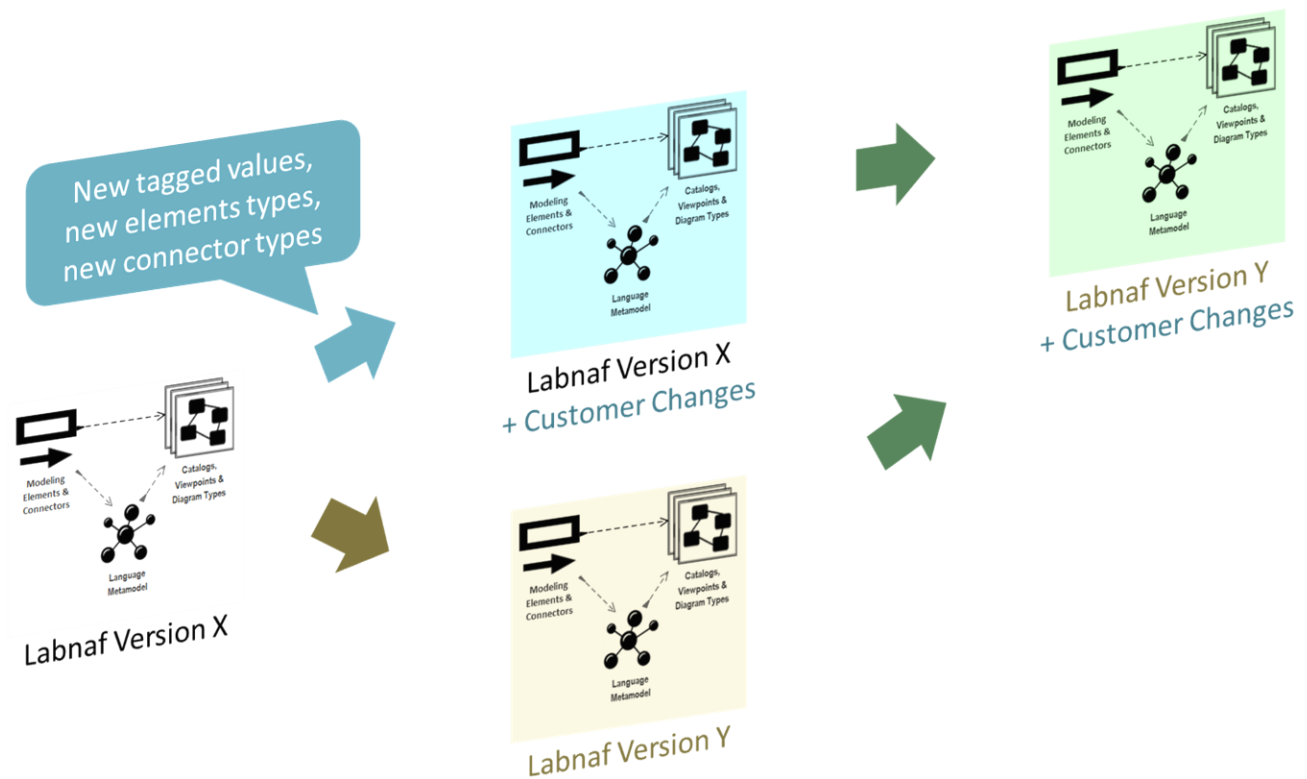 New tagged values,
new elements types,
new connector types
Modeling
Elements &
Connectors
Catalogs,
Viewpoints &
Diagram Types
Language
Metamodel
Labnaf Version X
Modeling
Elements &
Connectors
Catalogs,
Viewpoints &
Diagram Types
Language
Metamodel
Labnaf Version X
+ Customer Changes
Modeling
Elements &
Connectors
Catalogs,
Viewpoints &
Diagram Types
Language
Metamodel
Labnaf Version Y
Modeling
Elements &
Connectors
Catalogs,
Viewpoints &
Diagram Types
Language
Metamodel
Labnaf Version Y
+ Customer Changes